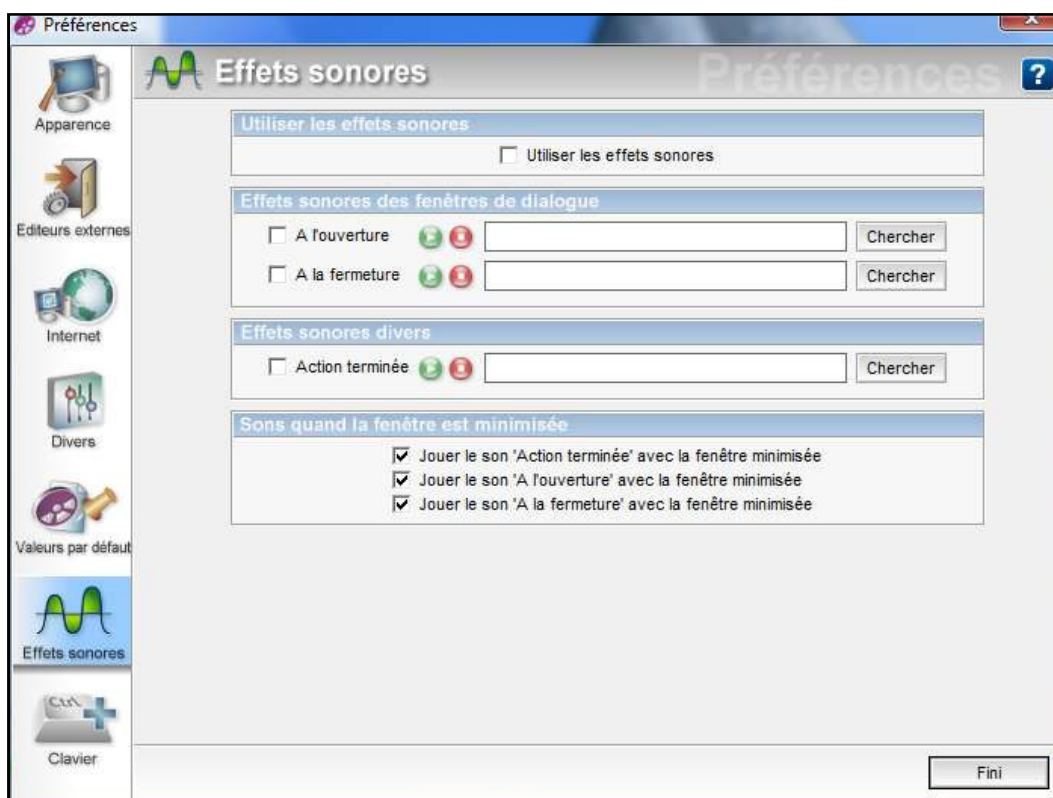 Préférences
Effets sonores
Préférences
?
Apparence
Editeurs externes
Internet
Divers
Valeurs par défaut
Effets sonores
Ctrl
Clavier
Utiliser les effets sonores
Utiliser les effets sonores
Effets sonores des fenêtres de dialogue
A l'ouverture
Chercher
A la fermeture
Chercher
Effets sonores divers
Action terminée
Chercher
Sons quand la fenêtre est minimisée
Jouer le son 'Action terminée' avec la fenêtre minimisée
Jouer le son 'A l'ouverture' avec la fenêtre minimisée
Jouer le son 'A la fermeture' avec la fenêtre minimisée
Fini